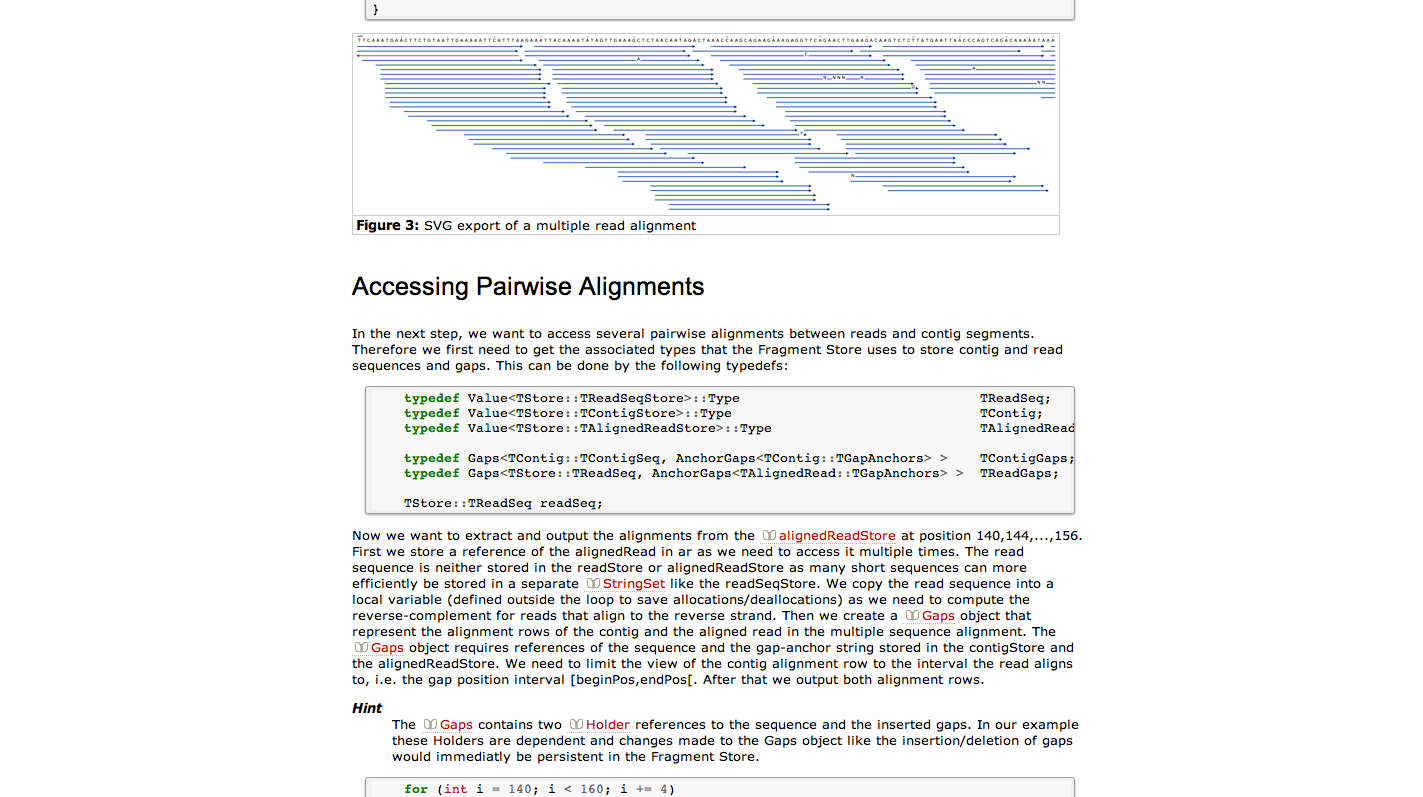 }
Figure 3: SVG export of a multiple read alignment
Accessing Pairwise Alignments
In the next step, we want to access several pairwise alignments between reads and contig segments.
Therefore we first need to get the associated types that the Fragment Store uses to store contig and read
sequences and gaps. This can be done by the following typedefs:
typedef Value<TStore::TReadSeqStore>::Type TReadSeq;
typedef Value<TStore::TContigStore>::Type TContig;
typedef Value<TStore::TAlignedReadStore>::Type TAlignedRead
typedef Gaps<TContig::TContigSeq, AnchorGaps<TContig::TGapAnchors> > TContigGaps;
typedef Gaps<TStore::TReadSeq, AnchorGaps<TAlignedRead::TGapAnchors> > TReadGaps;
TStore::TReadSeq readSeq;
Now we want to extract and output the alignments from the alignedReadStore at position 140,144,...,156.
First we store a reference of the alignedRead in ar as we need to access it multiple times. The read
sequence is neither stored in the readStore or alignedReadStore as many short sequences can more
efficiently be stored in a separate StringSet like the readSeqStore. We copy the read sequence into a
local variable (defined outside the loop to save allocations/deallocations) as we need to compute the
reverse-complement for reads that align to the reverse strand. Then we create a Gaps object that
represent the alignment rows of the contig and the aligned read in the multiple sequence alignment. The
Gaps object requires references of the sequence and the gap-anchor string stored in the contigStore and
the alignedReadStore. We need to limit the view of the contig alignment row to the interval the read aligns
to, i.e. the gap position interval [beginPos,endPos[. After that we output both alignment rows.
Hint
The Gaps contains two Holder references to the sequence and the inserted gaps. In our example
these Holders are dependent and changes made to the Gaps object like the insertion/deletion of gaps
would immediatly be persistent in the Fragment Store.
for (int i = 140; i < 160; i += 4)